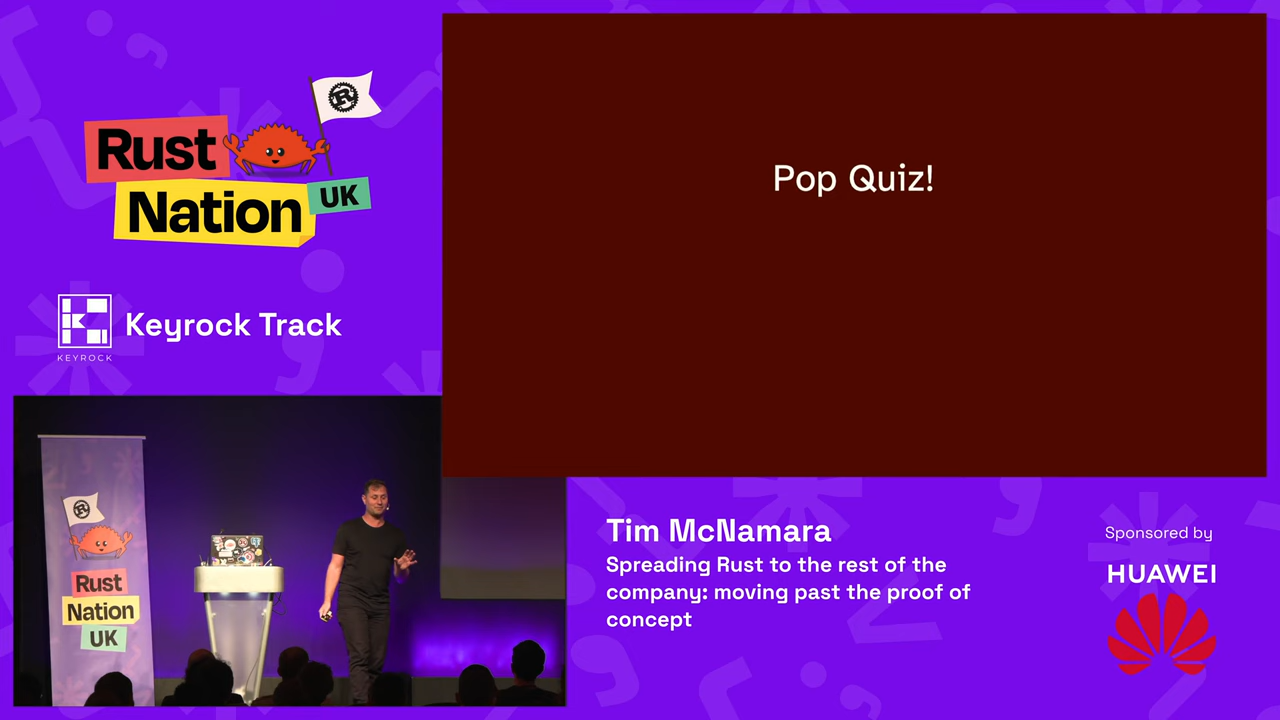 Rust
Nation
UK
Keyrock Track
KEYROCK
Pop Quiz!
Rust
Nation
UK
Tim McNamara
Spreading Rust to the rest of the
company: moving past the proof of
concept
Sponsored by
HUAWEI